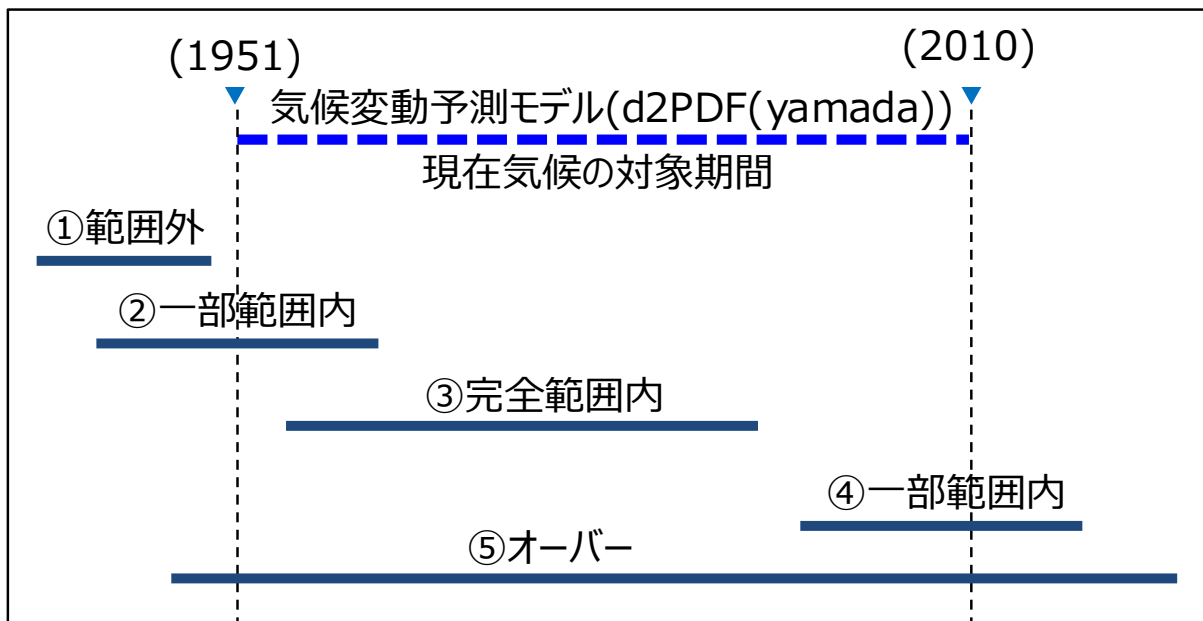 (1951)
(2010)
気候変動予測モデル(d2PDF(yamada))
現在気候の対象期間
①範囲外
②一部範囲内
③完全範囲内
④一部範囲内
⑤オーバー